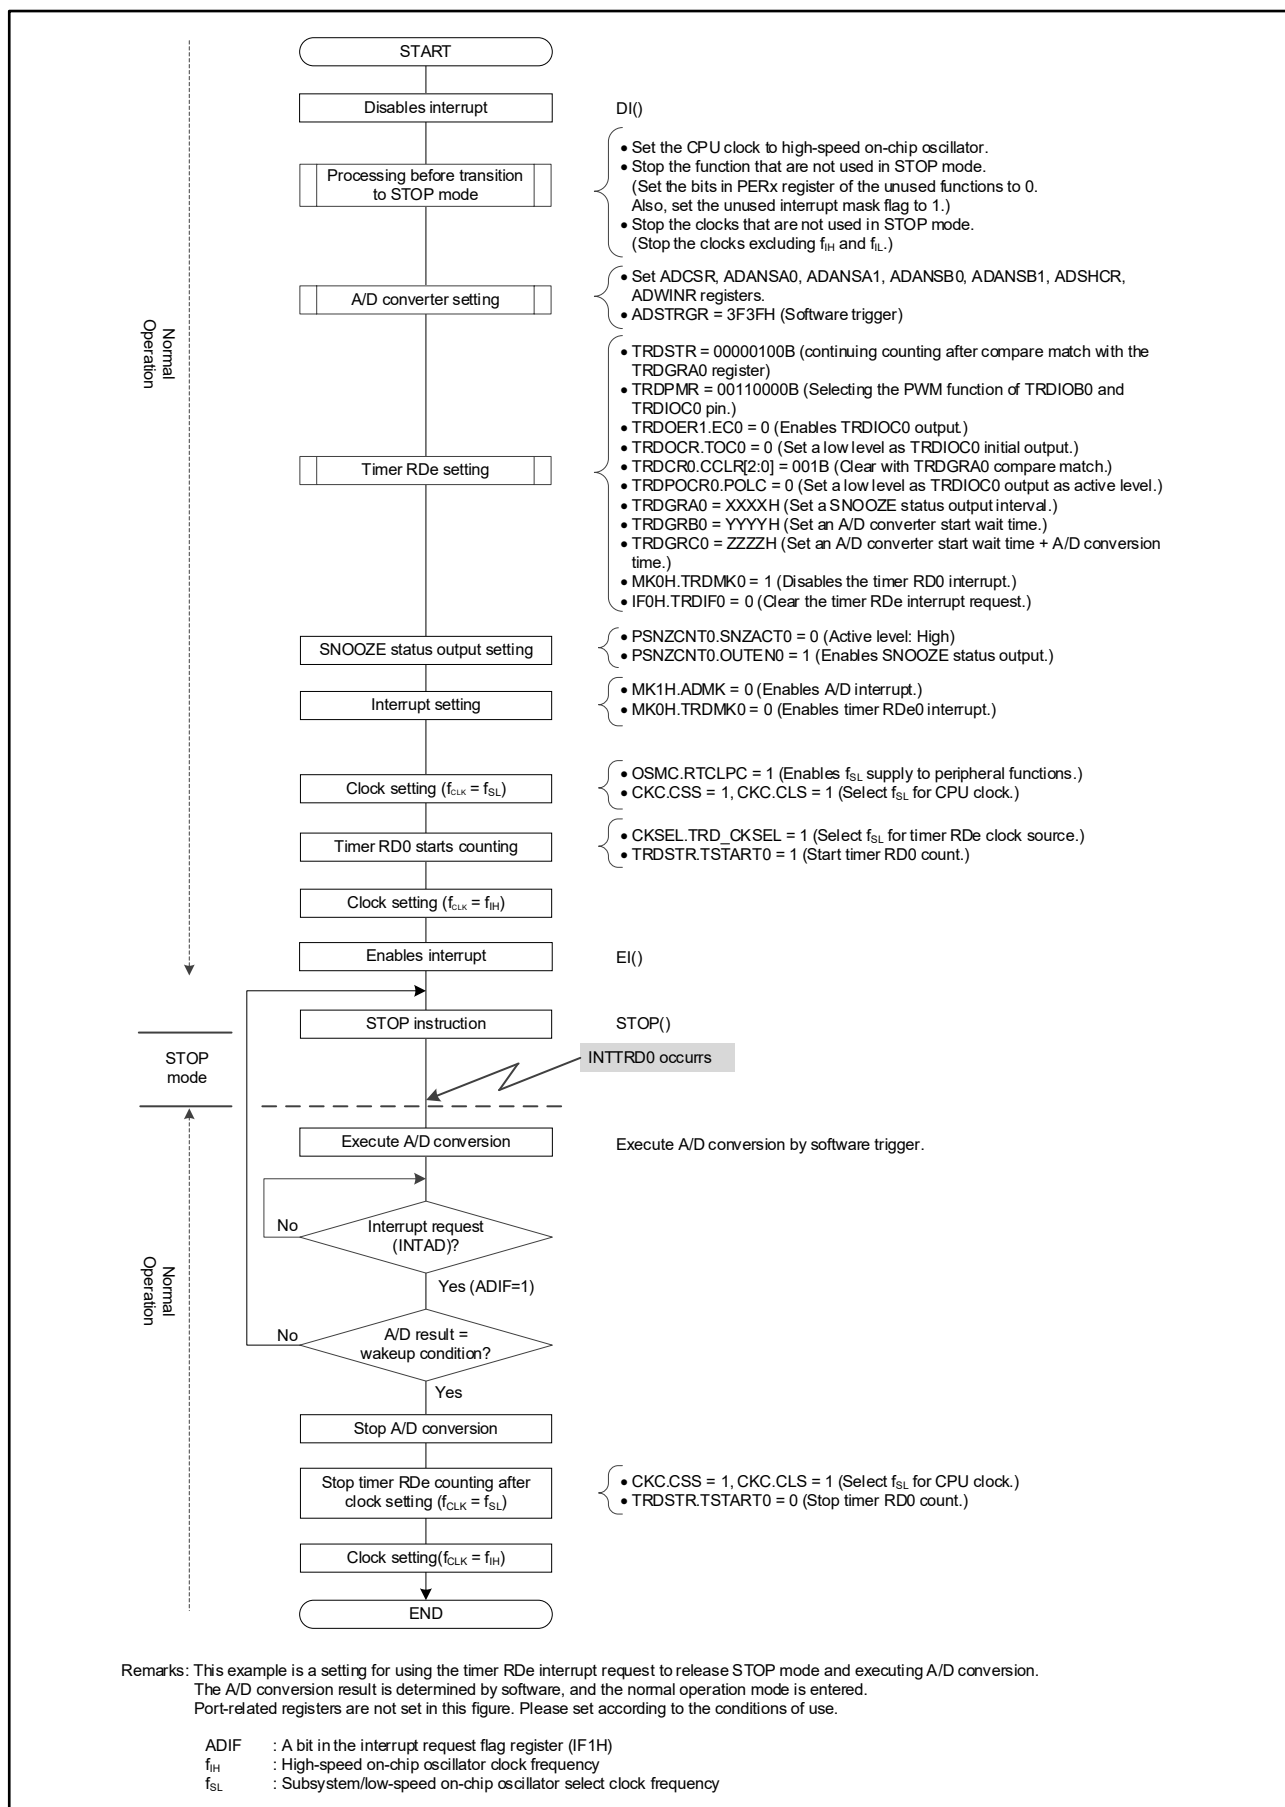 START
Disables interrupt
DI()
Processing before transition
to STOP mode
• Set the CPU clock to high-speed on-chip oscillator.
• Stop the function that are not used in STOP mode.
(Set the bits in PERx register of the unused functions to 0.
Also, set the unused interrupt mask flag to 1.)
• Stop the clocks that are not used in STOP mode.
(Stop the clocks excluding fIH and fIL.)
A/D converter setting
• Set ADCSR, ADANSA0, ADANSA1, ADANSB0, ADANSB1, ADSHCR,
ADWINR registers.
• ADSTRGR = 3F3FH (Software trigger)
Normal
Operation
Timer RDe setting
• TRDSTR = 00000100B (continuing counting after compare match with the
TRDGRA0 register)
• TRDPMR = 00110000B (Selecting the PWM function of TRDIOB0 and
TRDIOC0 pin.)
• TRDOER1.EC0 = 0 (Enables TRDIOC0 output.)
• TRDOCR.TOC0 = 0 (Set a low level as TRDIOC0 initial output.)
• TRDCR0.CCLR[2:0] = 001B (Clear with TRDGRA0 compare match.)
• TRDPOCR0.POLC = 0 (Set a low level as TRDIOC0 output as active level.)
• TRDGRA0 = XXXXH (Set a SNOOZE status output interval.)
• TRDGRB0 = YYYYH (Set an A/D converter start wait time.)
• TRDGRC0 = ZZZZH (Set an A/D converter start wait time + A/D conversion
time.)
• MK0H.TRDMK0 = 1 (Disables the timer RD0 interrupt.)
• IF0H.TRDIF0 = 0 (Clear the timer RDe interrupt request.)
SNOOZE status output setting
• PSNZCNT0.SNZACT0 = 0 (Active level: High)
• PSNZCNT0.OUTEN0 = 1 (Enables SNOOZE status output.)
Interrupt setting
• MK1H.ADMK = 0 (Enables A/D interrupt.)
• MK0H.TRDMK0 = 0 (Enables timer RDe0 interrupt.)
Clock setting (fCLK = fSL)
• OSMC.RTCLPC = 1 (Enables fSL supply to peripheral functions.)
• CKC.CSS = 1, CKC.CLS = 1 (Select fSL for CPU clock.)
Timer RD0 starts counting
• CKSEL.TRD_CKSEL = 1 (Select fSL for timer RDe clock source.)
• TRDSTR.TSTART0 = 1 (Start timer RD0 count.)
Clock setting (fCLK = fIH)
Enables interrupt
EI()
STOP instruction
STOP()
STOP
mode
INTTRD0 occurrs
Execute A/D conversion
Execute A/D conversion by software trigger.
No
Interrupt request
(INTAD)?
Yes (ADIF=1)
Normal
Operation
No
A/D result =
wakeup condition?
Yes
Stop A/D conversion
Stop timer RDe counting after
clock setting (fCLK = fSL)
• CKC.CSS = 1, CKC.CLS = 1 (Select fSL for CPU clock.)
• TRDSTR.TSTART0 = 0 (Stop timer RD0 count.)
Clock setting(fCLK = fIH)
END
Remarks: This example is a setting for using the timer RDe interrupt request to release STOP mode and executing A/D conversion.
The A/D conversion result is determined by software, and the normal operation mode is entered.
Port-related registers are not set in this figure. Please set according to the conditions of use.
ADIF : A bit in the interrupt request flag register (IF1H)
fIH : High-speed on-chip oscillator clock frequency
fSL : Subsystem/low-speed on-chip oscillator select clock frequency